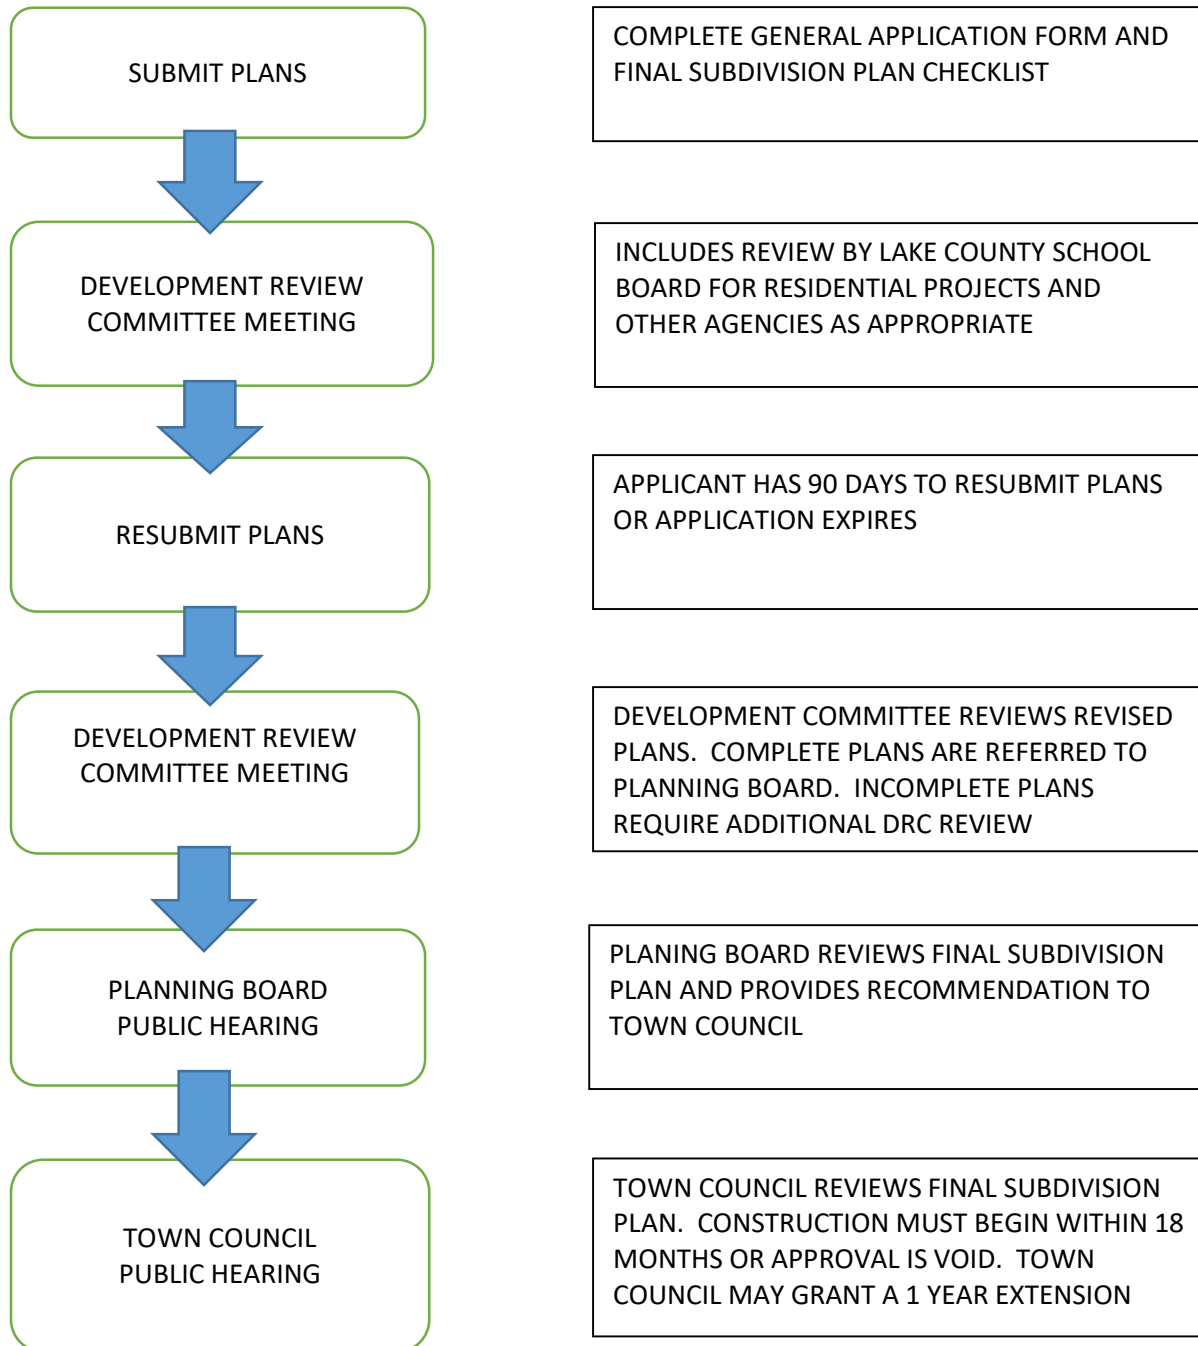 SUBMIT PLANS
COMPLETE GENERAL APPLICATION FORM AND
FINAL SUBDIVISION PLAN CHECKLIST
DEVELOPMENT REVIEW
COMMITTEE MEETING
INCLUDES REVIEW BY LAKE COUNTY SCHOOL
BOARD FOR RESIDENTIAL PROJECTS AND
OTHER AGENCIES AS APPROPRIATE
RESUBMIT PLANS
APPLICANT HAS 90 DAYS TO RESUBMIT PLANS
OR APPLICATION EXPIRES
DEVELOPMENT REVIEW
COMMITTEE MEETING
DEVELOPMENT COMMITTEE REVIEWS REVISED
PLANS.  COMPLETE PLANS ARE REFERRED TO
PLANNING BOARD.  INCOMPLETE PLANS
REQUIRE ADDITIONAL DRC REVIEW
PLANNING BOARD
PUBLIC HEARING
PLANING BOARD REVIEWS FINAL SUBDIVISION
PLAN AND PROVIDES RECOMMENDATION TO
TOWN COUNCIL
TOWN COUNCIL
PUBLIC HEARING
TOWN COUNCIL REVIEWS FINAL SUBDIVISION
PLAN.  CONSTRUCTION MUST BEGIN WITHIN 18
MONTHS OR APPROVAL IS VOID.  TOWN
COUNCIL MAY GRANT A 1 YEAR EXTENSION